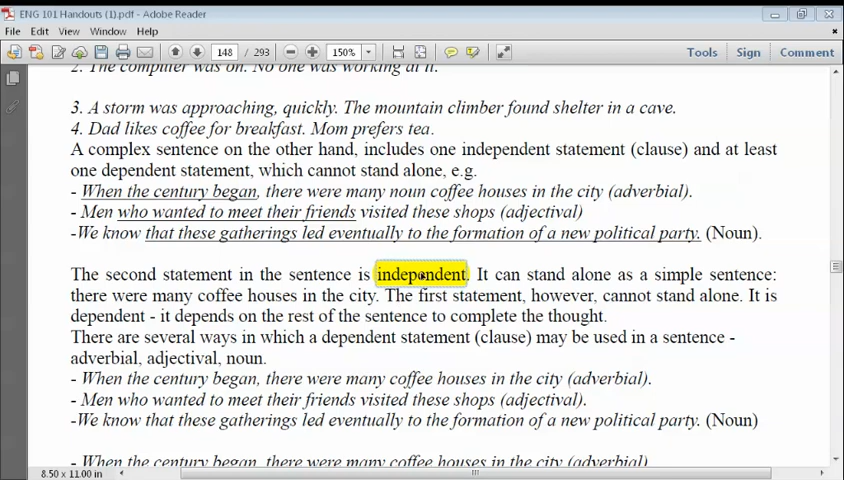 ENG 101 Handouts (1).pdf - Adobe Reader
File Edit View Window Help
148 / 293 150% Tools Sign Comment
2. The computer was on. No one was working at it.
3. A storm was approaching, quickly. The mountain climber found shelter in a cave.
4. Dad likes coffee for breakfast. Mom prefers tea.
A complex sentence on the other hand, includes one independent statement (clause) and at least
one dependent statement, which cannot stand alone, e.g.
- When the century began, there were many noun coffee houses in the city (adverbial).
- Men who wanted to meet their friends visited these shops (adjectival)
-We know that these gatherings led eventually to the formation of a new political party. (Noun).
The second statement in the sentence is independent. It can stand alone as a simple sentence:
there were many coffee houses in the city. The first statement, however, cannot stand alone. It is
dependent - it depends on the rest of the sentence to complete the thought.
There are several ways in which a dependent statement (clause) may be used in a sentence -
adverbial, adjectival, noun.
- When the century began, there were many coffee houses in the city (adverbial).
- Men who wanted to meet their friends visited these shops (adjectival).
-We know that these gatherings led eventually to the formation of a new political party. (Noun)
- When the century began, there were many coffee houses in the city (adverbial)
8.50 x 11.00 in